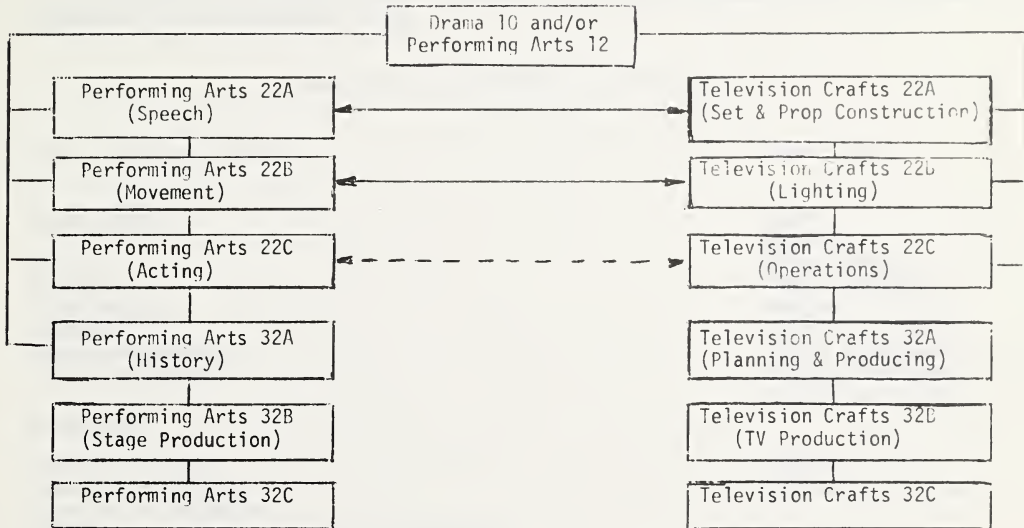 Drama 10 and/or
Performing Arts 12
Performing Arts 22A
(Speech)
Television Crafts 22A
(Set & Prop Construction)
Performing Arts 22B
(Movement)
Television Crafts 22B
(Lighting)
Performing Arts 22C
(Acting)
Television Crafts 22C
(Operations)
Performing Arts 32A
(History)
Television Crafts 32A
(Planning & Producing)
Performing Arts 32B
(Stage Production)
Television Crafts 32B
(TV Production)
Performing Arts 32C
Television Crafts 32C